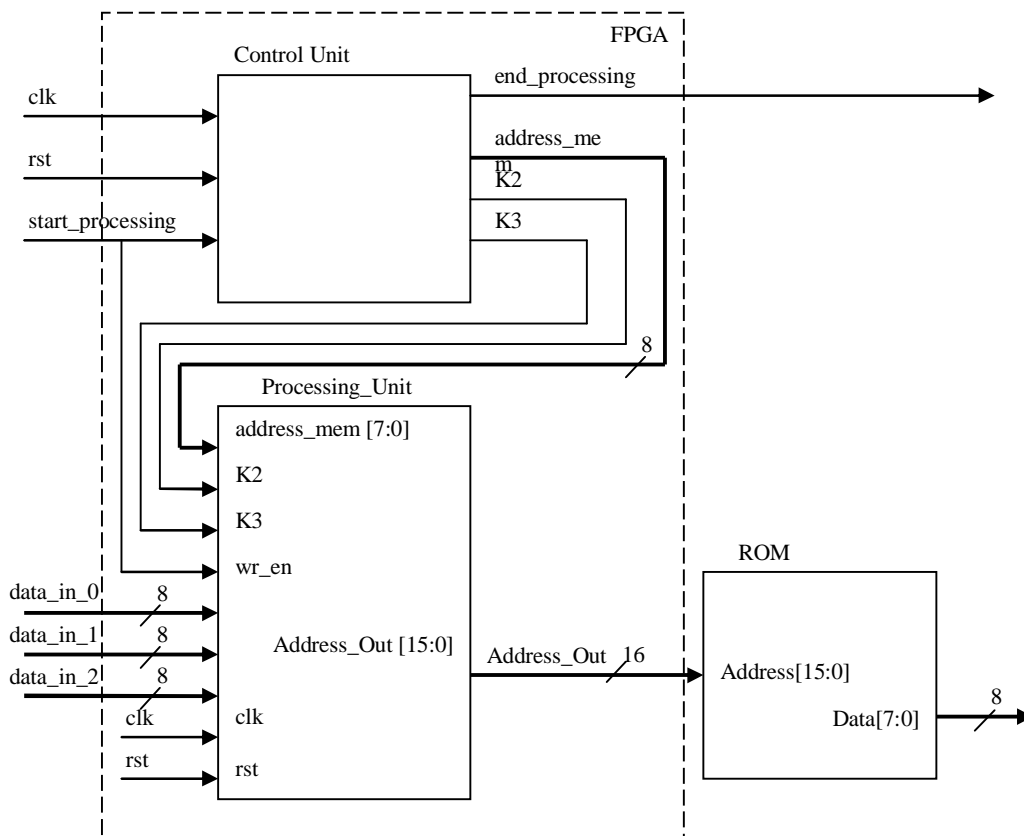 FPGA
Control Unit
clk
rst
start_processing
end_processing
address_me
m
K2
K3
8
Processing_Unit
address_mem [7:0]
K2
K3
wr_en
data_in_0
8
data_in_1
8
data_in_2
8
clk
rst
clk
rst
Address_Out [15:0]
Address_Out
16
ROM
Address[15:0]
Data[7:0]
8